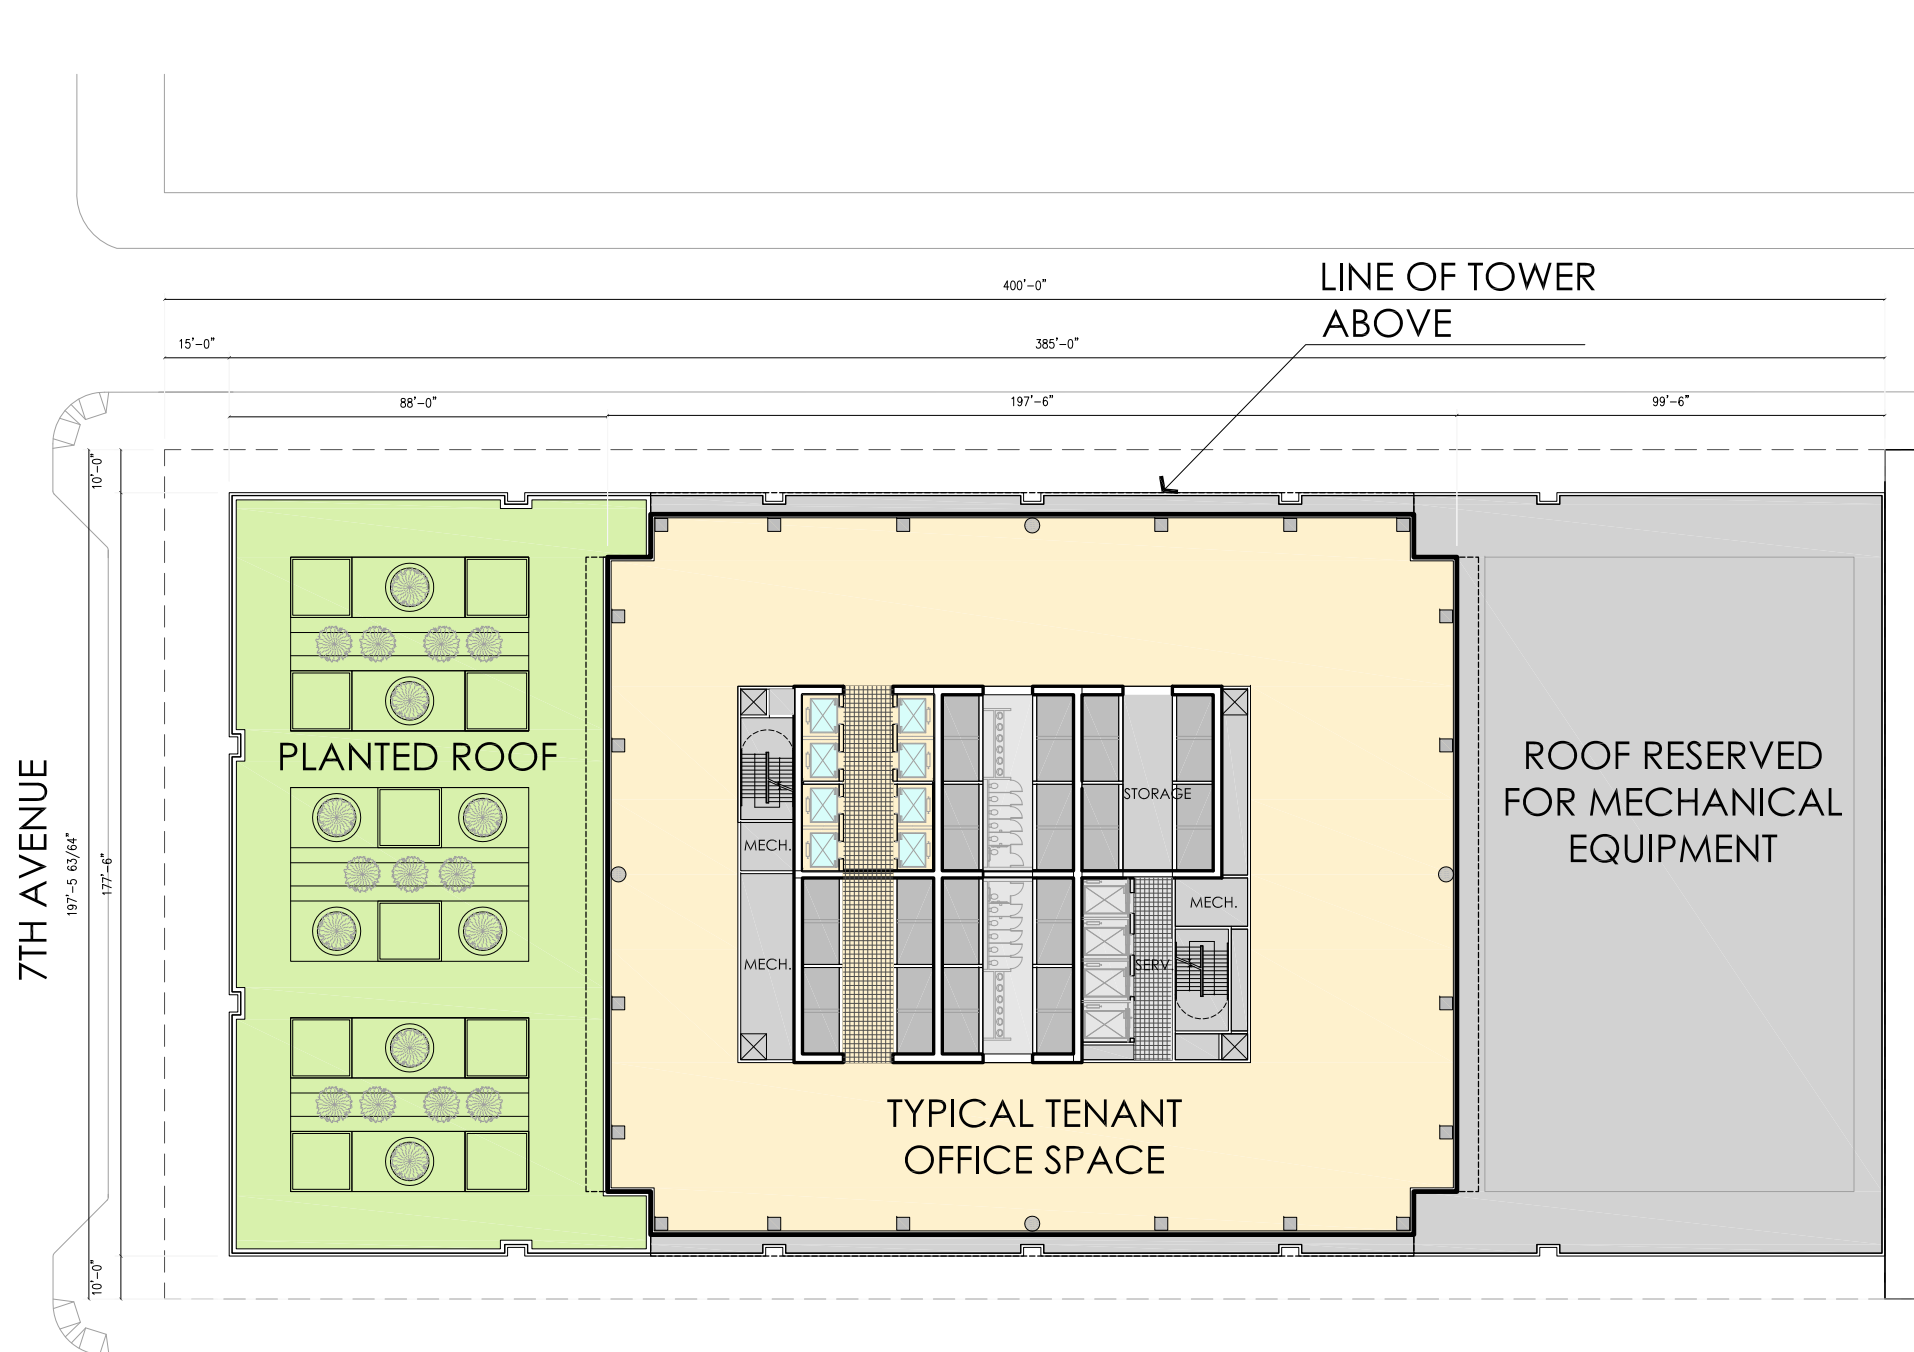 LINE OF TOWER
ABOVE
400'-0"
15'-0"
385'-0"
88'-0"
197'-6"
99'-6"
10'-0"
7TH AVENUE
197'-5 63/64"
177'-6"
10'-0"
PLANTED ROOF
STORAGE
MECH.
MECH.
MECH.
SERV.
TYPICAL TENANT
OFFICE SPACE
ROOF RESERVED
FOR MECHANICAL
EQUIPMENT